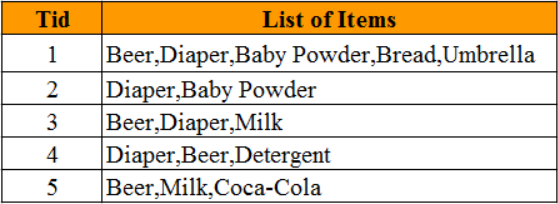 Tid List of Items
1 Beer,Diaper,Baby Powder,Bread,Umbrella
2 Diaper,Baby Powder
3 Beer,Diaper,Milk
4 Diaper,Beer,Detergent
5 Beer,Milk,Coca-Cola